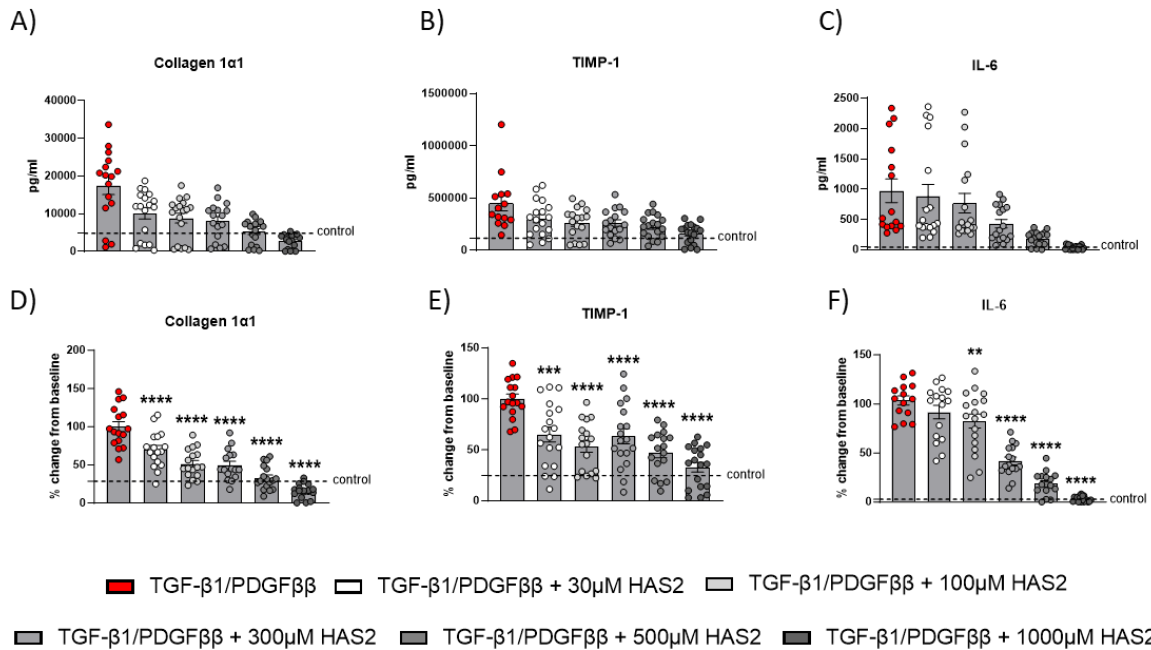 A)
Collagen 1α1
pg/ml
40000
30000
20000
10000
0
control
B)
TIMP-1
pg/ml
1500000
1000000
500000
0
control
C)
IL-6
pg/ml
2500
2000
1500
1000
500
0
control
D)
Collagen 1α1
% change from baseline
200
150
100
50
0
**** **** **** **** ****
control
E)
TIMP-1
% change from baseline
150
100
50
0
*** **** **** **** ****
control
F)
IL-6
% change from baseline
150
100
50
0
** **** **** ****
control
TGF-β1/PDGFββ TGF-β1/PDGFββ + 30µM HAS2 TGF-β1/PDGFββ + 100µM HAS2
TGF-β1/PDGFββ + 300µM HAS2 TGF-β1/PDGFββ + 500µM HAS2 TGF-β1/PDGFββ + 1000µM HAS2